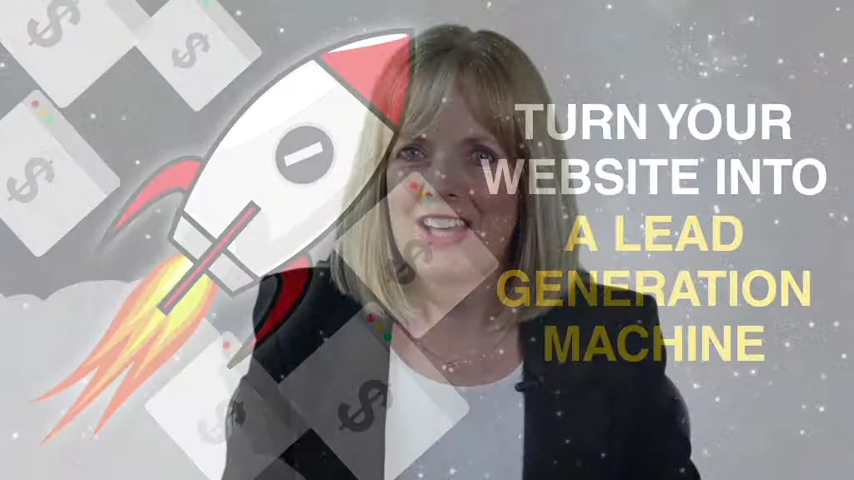 $
$
$
TURN YOUR
WEBSITE INTO
A LEAD
GENERATION
MACHINE
$
$
$